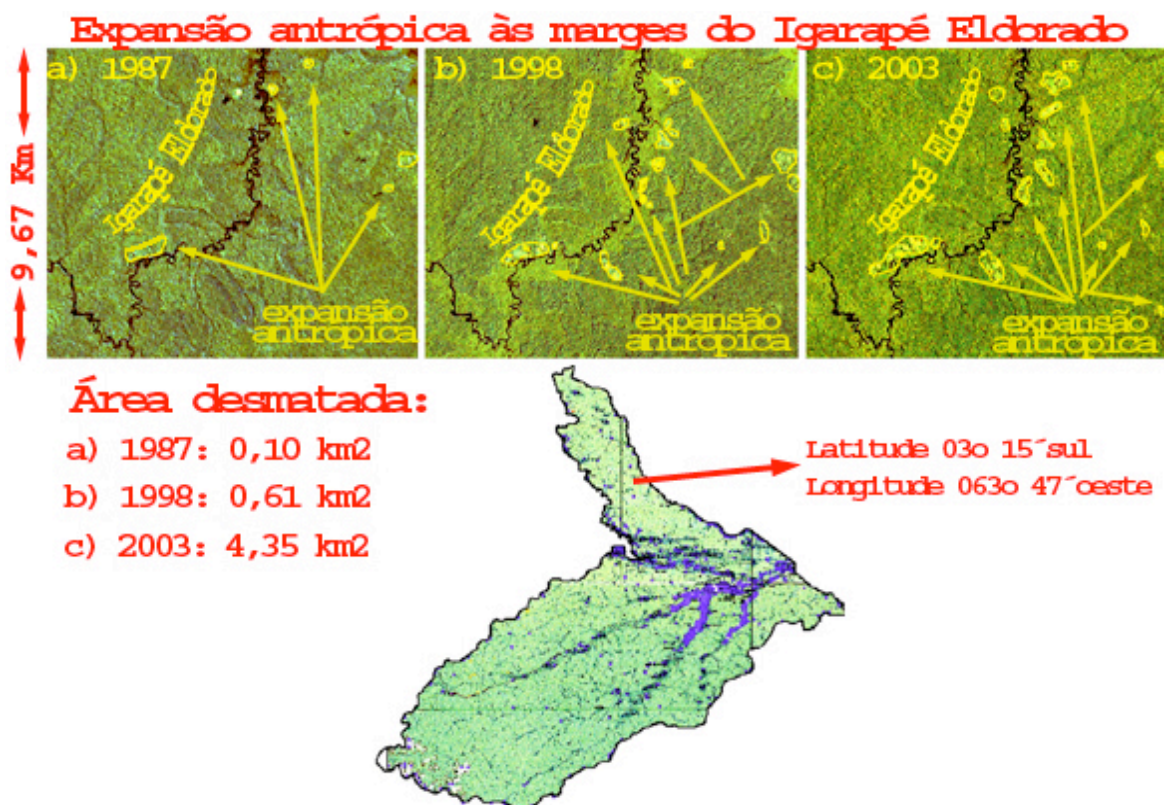 Expansão antrópica às marges do Igarapé Eldorado
a) 1987
b) 1998
c) 2003
9,67 Km
Igarapé Eldorado
Igarapé Eldorado
Igarapé Eldorado
expansão
antrópica
expansão
antrópica
expansão
antrópica
Área desmatada:
a) 1987: 0,10 km2
b) 1998: 0,61 km2
c) 2003: 4,35 km2
Latitude 03o 15´sul
Longitude 063o 47´oeste